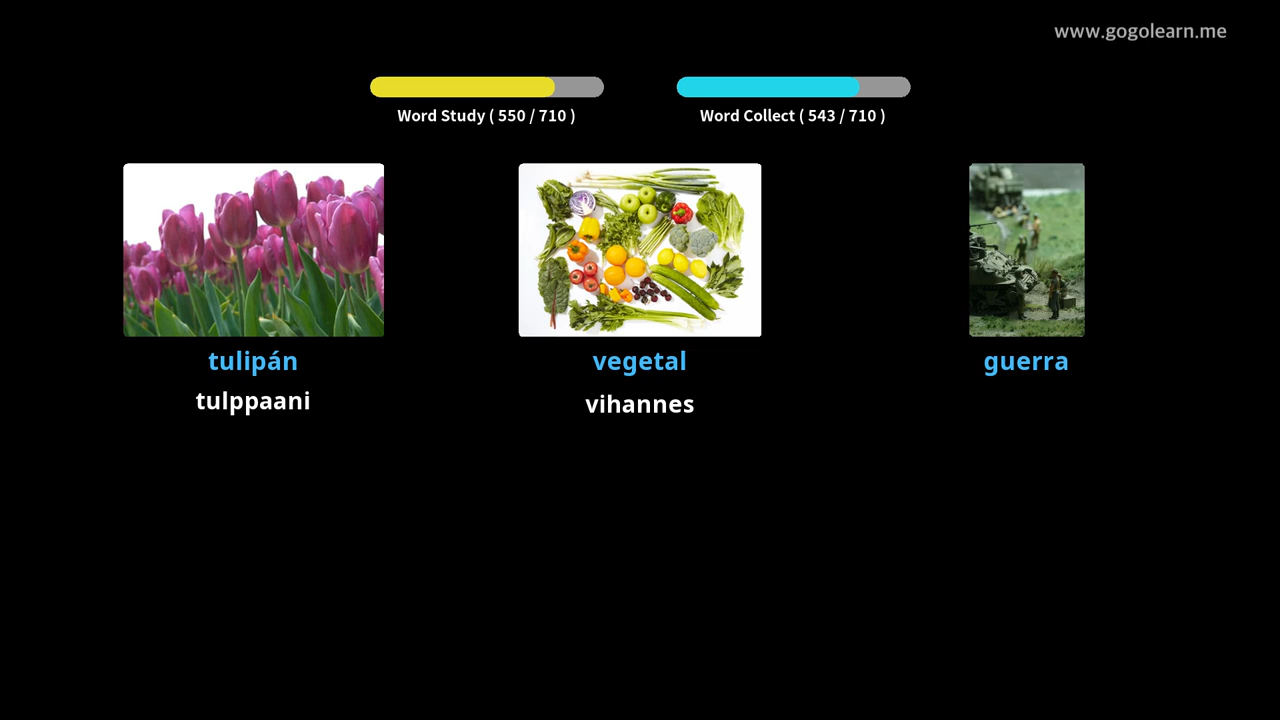 www.gogolearn.me
Word Study ( 550 / 710 )
Word Collect ( 543 / 710 )
tulipán
vegetal
guerra
tulppaani
vihannes